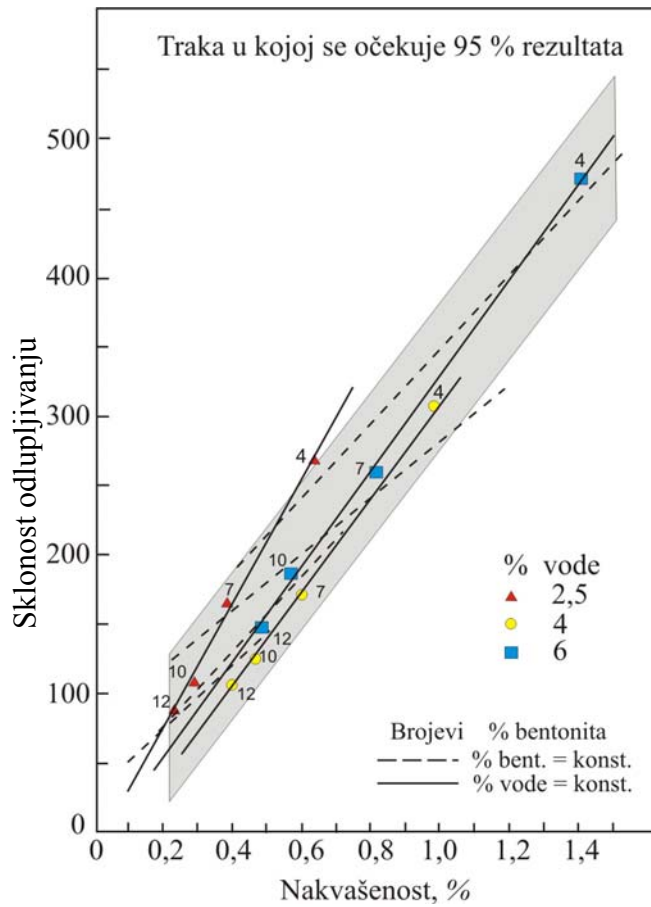 Traka u kojoj se očekuje 95 % rezultata
500
400
300
200
100
0
Sklonost odlupljivanju
4
4
4
7
10
7
7
12
10
10
12
12
% vode
2,5
4
6
Brojevi % bentonita
% bent. = konst.
% vode = konst.
0 0,2 0,4 0,6 0,8 1,0 1,2 1,4
Nakvašenost, %